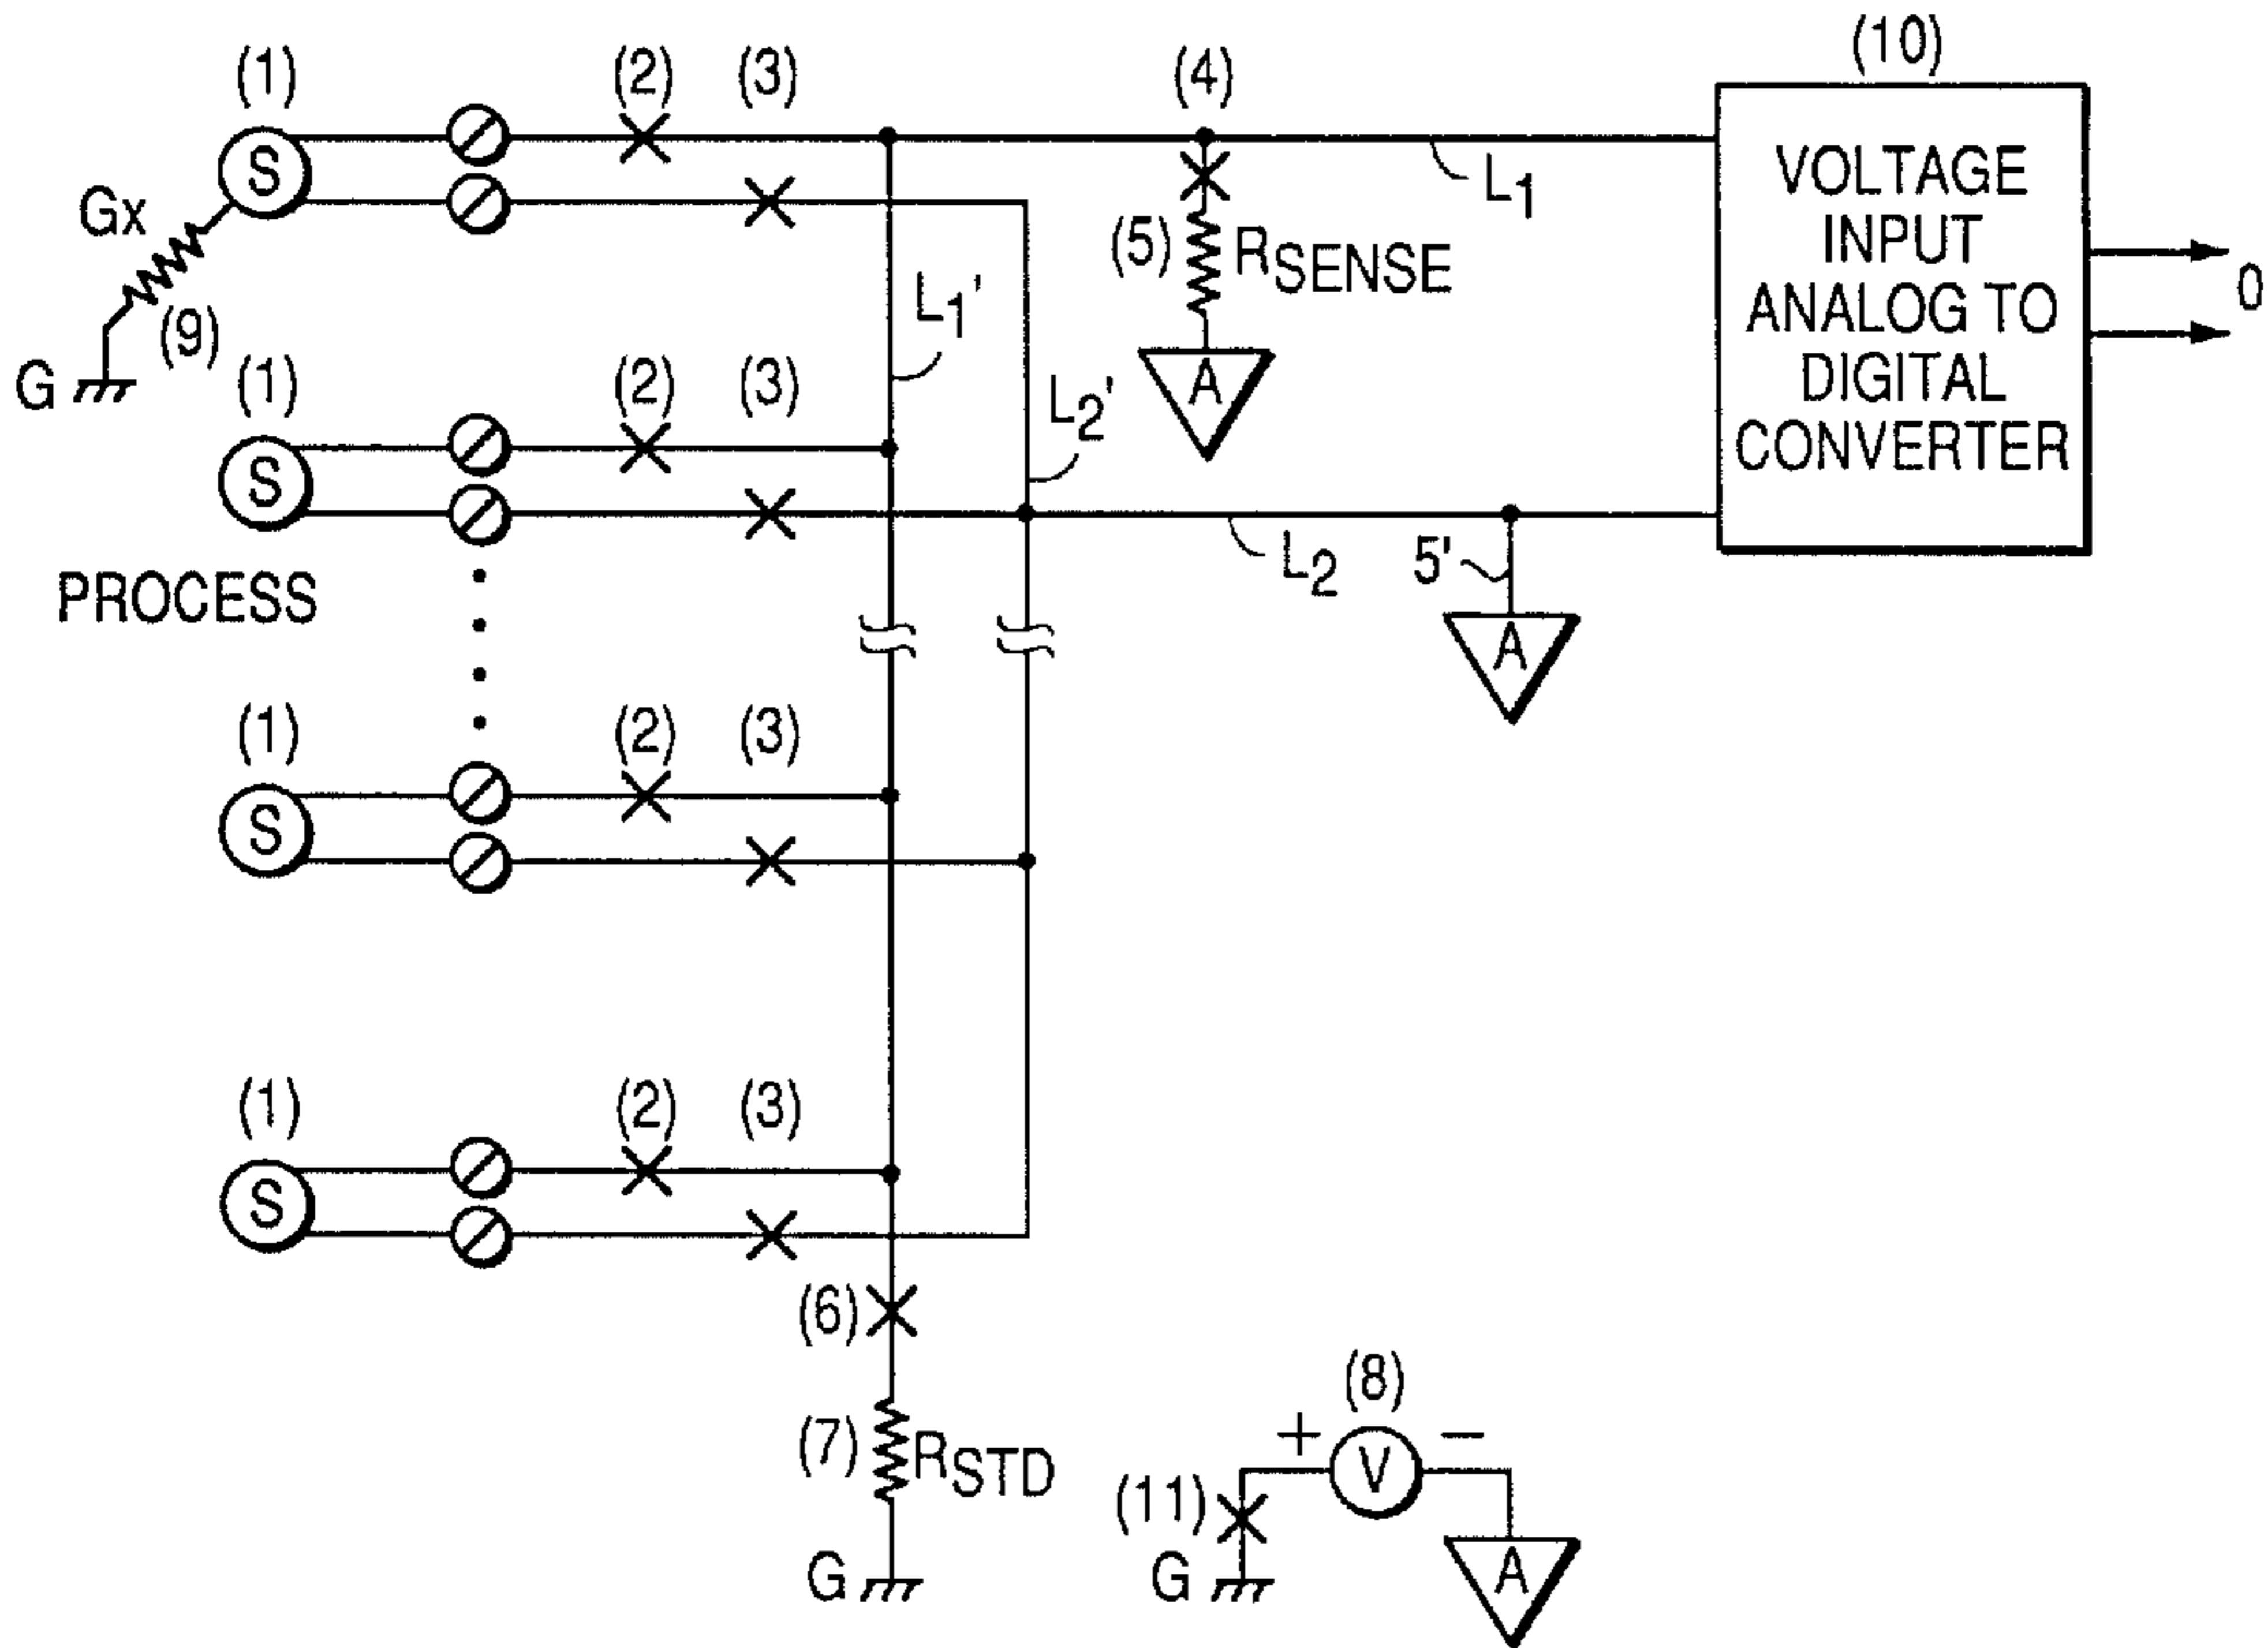 (10)
(1) (2) (3) (4)
S
VOLTAGE
INPUT
ANALOG TO
DIGITAL
CONVERTER
L1
Gx
(5) RSENSE
0
L1'
(9)
G
A
(1) (2) (3)
L2'
S
L2
5'
PROCESS
A
(1) (2) (3)
S
(1) (2) (3)
S
(6)
(8)
(7) RSTD
+ V −
(11)
G
G
A